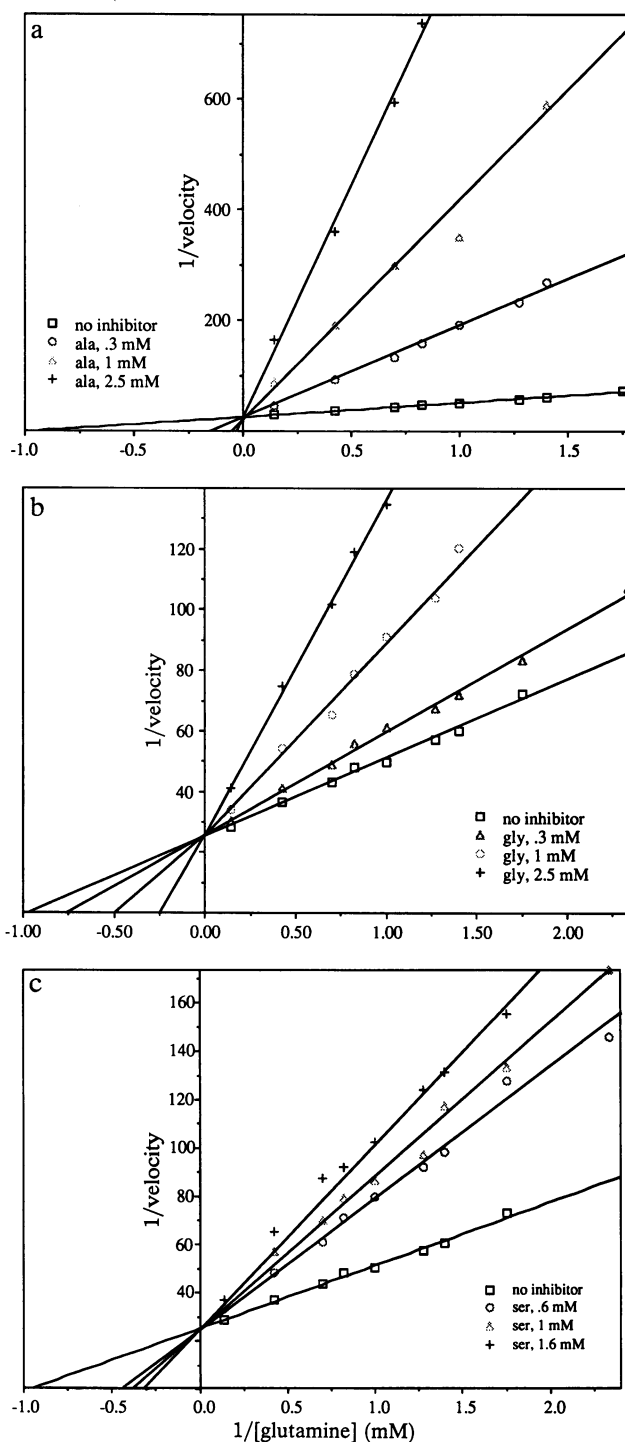 a
600
400
200
1/velocity
no inhibitor
ala, .3 mM
ala, 1 mM
ala, 2.5 mM
-1.0 -0.5 0.0 0.5 1.0 1.5
b
120
100
80
60
40
1/velocity
no inhibitor
gly, .3 mM
gly, 1 mM
gly, 2.5 mM
-1.00 -0.50 0.00 0.50 1.00 1.50 2.00
c
160
140
120
100
80
60
40
1/velocity
no inhibitor
ser, .6 mM
ser, 1 mM
ser, 1.6 mM
-1.0 -0.5 0.0 0.5 1.0 1.5 2.0
1/[glutamine] (mM)